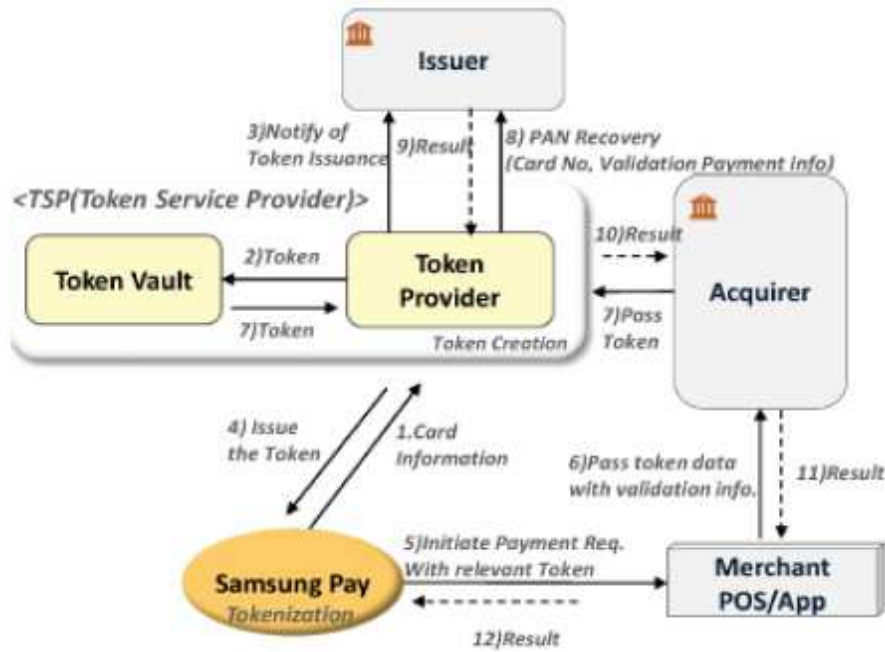 Issuer
3)Notify of
Token Issuance
9)Result
8) PAN Recovery
(Card No, Validation Payment info)
<TSP(Token Service Provider)>
Token Vault
2)Token
7)Token
Token
Provider
Token Creation
10)Result
7)Pass
Token
Acquirer
4) Issue
the Token
1.Card
Information
6)Pass token data
with validation info.
11)Result
Samsung Pay
Tokenization
5)Initiate Payment Req.
With relevant Token
12)Result
Merchant
POS/App